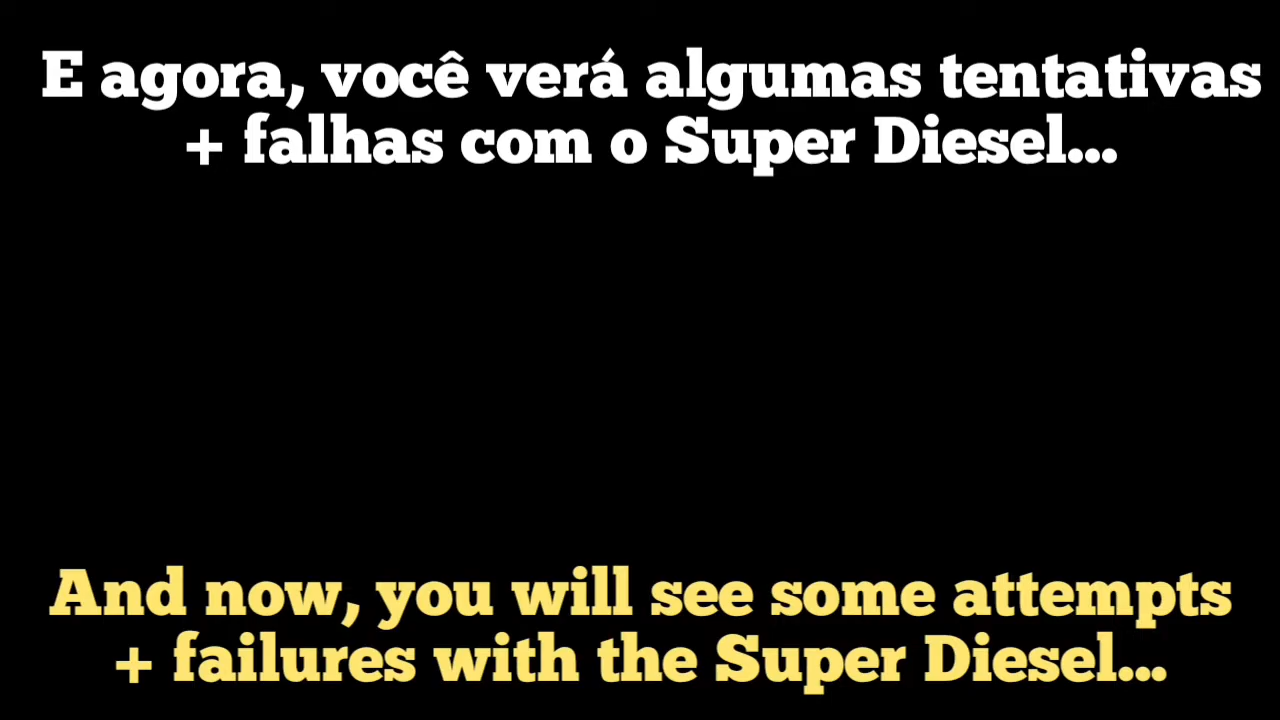 E agora, você verá algumas tentativas
+ falhas com o Super Diesel...
And now, you will see some attempts
+ failures with the Super Diesel...